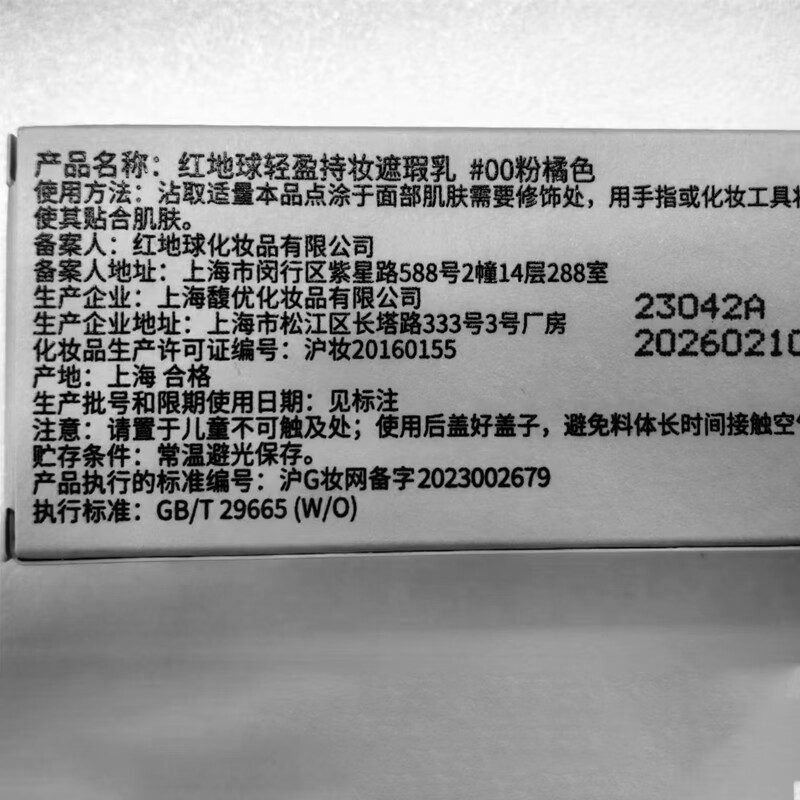 产品名称：红地球轻盈持妆遮瑕乳 #00粉橘色
使用方法：沾取适量本品点涂于面部肌肤需要修饰处，用手指或化妆工具将
使其贴合肌肤。
备案人：红地球化妆品有限公司
备案人地址：上海市闵行区紫星路588号2幢14层288室
生产企业：上海馥优化妆品有限公司
生产企业地址：上海市松江区长塔路333号3号厂房
化妆品生产许可证编号：沪妆20160155
产地：上海 合格
生产批号和限期使用日期：见标注
注意：请置于儿童不可触及处；使用后盖好盖子，避免料体长时间接触空气
贮存条件：常温避光保存。
产品执行的标准编号：沪G妆网备字2023002679
执行标准：GB/T 29665 (W/O)
23042A
20260210